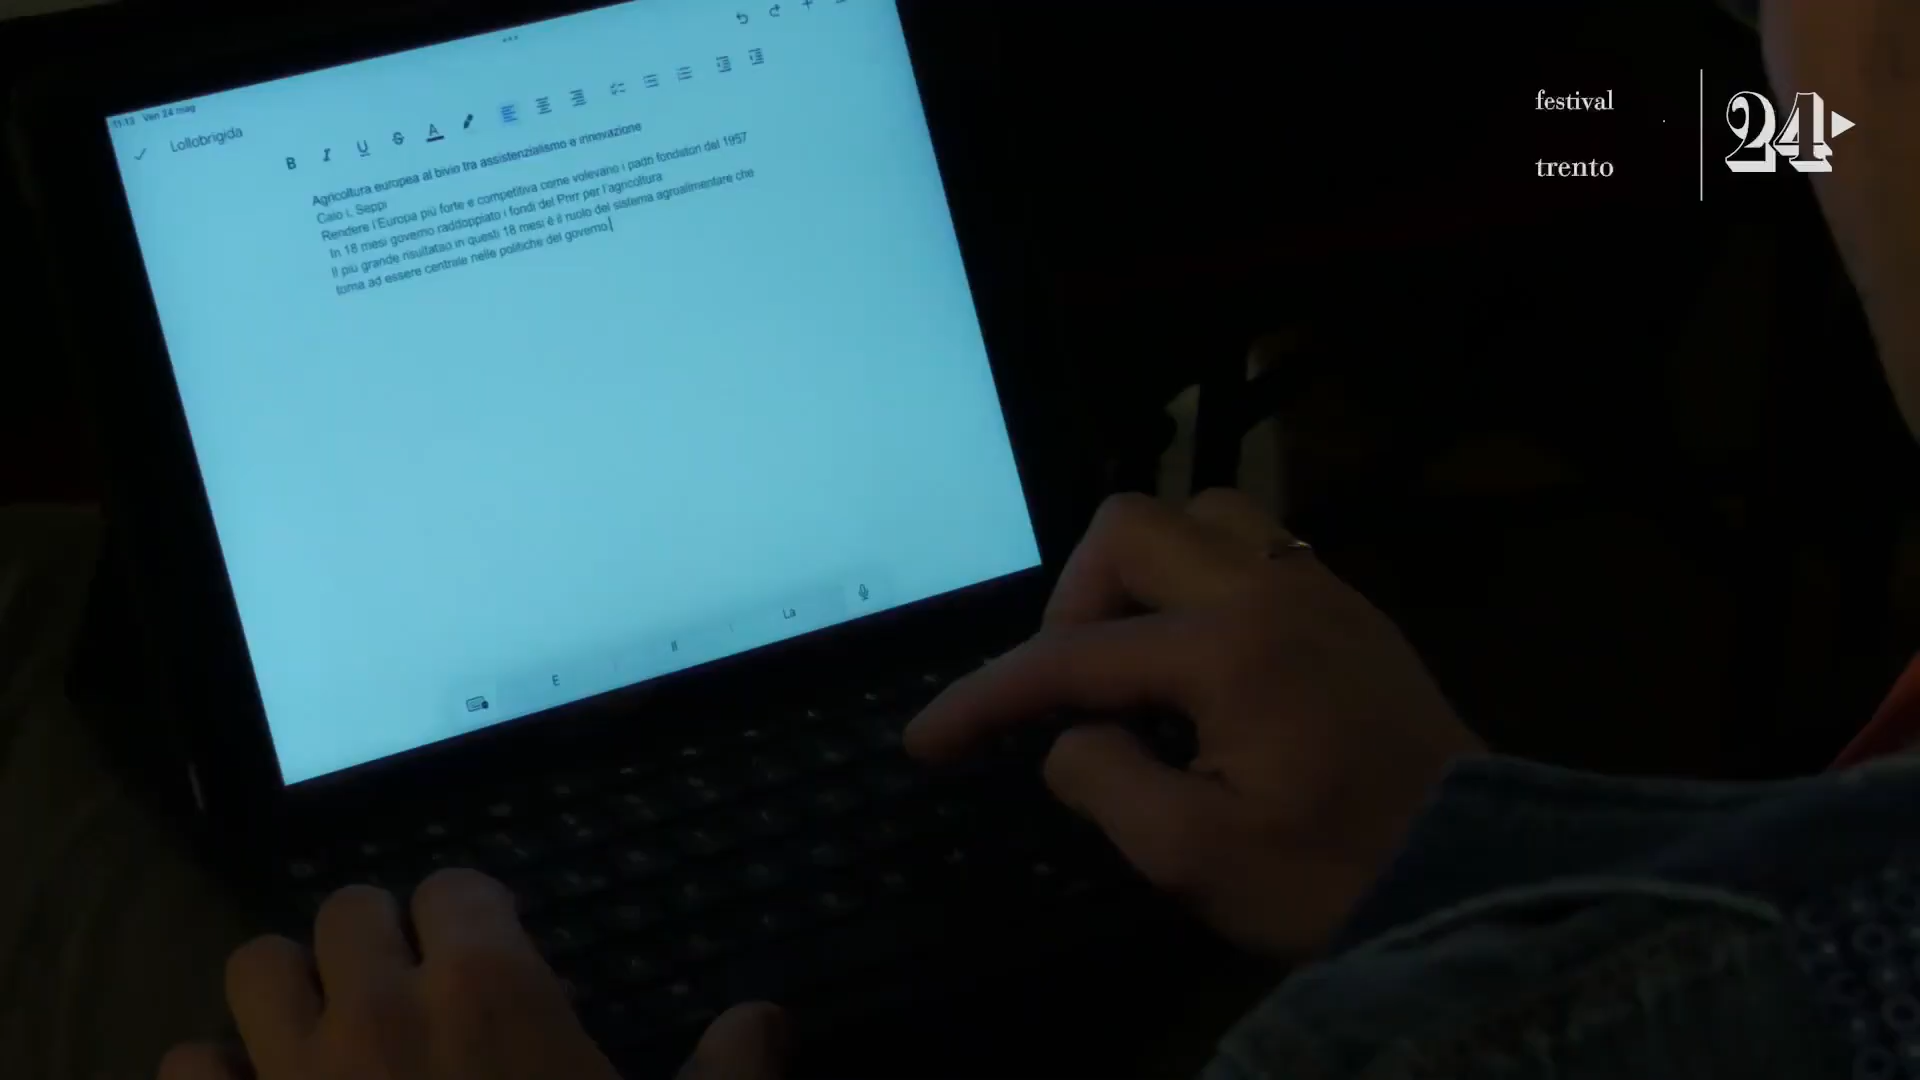 11:13 Ven 24 mag
Lollobrigida
B I U S A
Agricoltura europea al bivio tra assistenzialismo e innovazione
Caio i, Seppi
Rendere l'Europa più forte e competitiva come volevano i padri fondatori del 1957
In 18 mesi governo raddoppiato i fondi del Pnrr per l'agricoltura
Il più grande risultatao in questi 18 mesi è il ruolo del sistema agroalimentare che
torna ad essere centrale nelle politiche del governo
E Il La
festival
trento
24